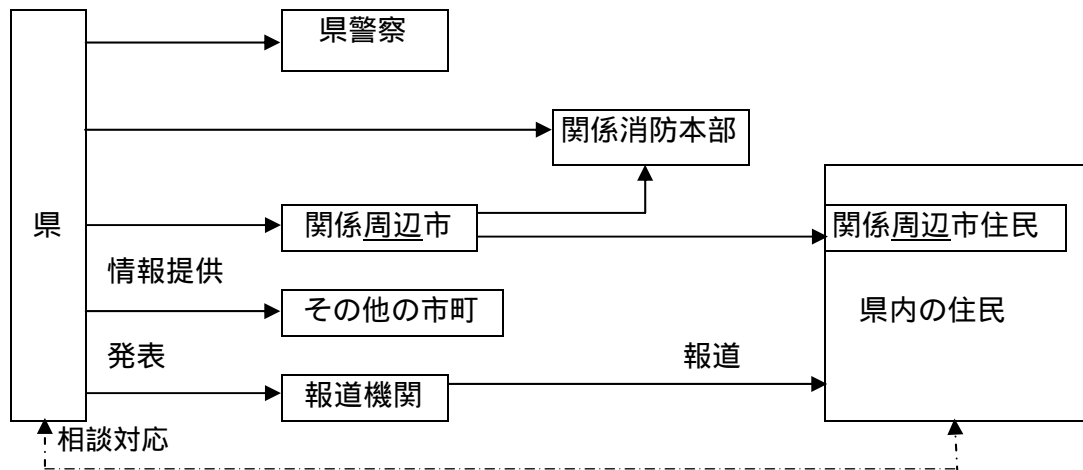 県警察
関係消防本部
県
関係周辺市
関係周辺市住民
情報提供
その他の市町
県内の住民
発表
報道
報道機関
相談対応